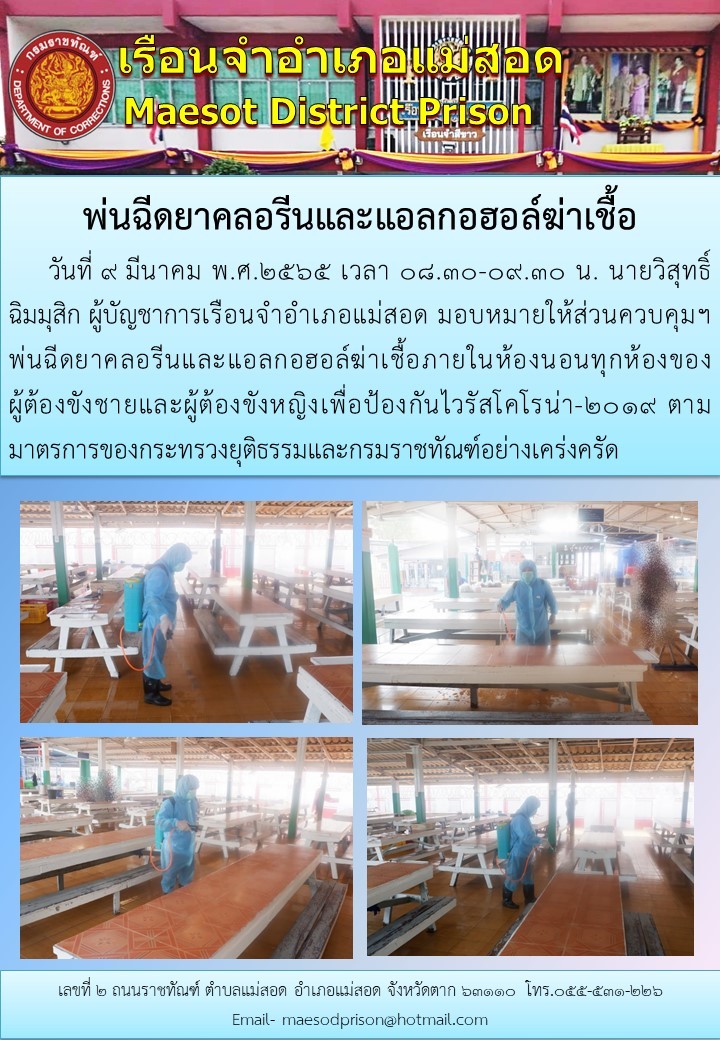 กรมราชทัณฑ์
DEPARTMENT OF CORRECTIONS
เรือนจำอำเภอแม่สอด
Maesot District Prison
เรือนจำสีขาว
พ่นฉีดยาคลอรีนและแอลกอฮอล์ฆ่าเชื้อ
วันที่ ๙ มีนาคม พ.ศ.๒๕๖๕ เวลา ๐๘.๓๐-๐๙.๓๐ น. นายวิสุทธิ์
ฉิมมุสิก ผู้บัญชาการเรือนจำอำเภอแม่สอด มอบหมายให้ส่วนควบคุมฯ
พ่นฉีดยาคลอรีนและแอลกอฮอล์ฆ่าเชื้อภายในห้องนอนทุกห้องของ
ผู้ต้องขังชายและผู้ต้องขังหญิงเพื่อป้องกันไวรัสโคโรน่า-๒๐๑๙ ตาม
มาตรการของกระทรวงยุติธรรมและกรมราชทัณฑ์อย่างเคร่งครัด
เลขที่ ๒ ถนนราชทัณฑ์ ตำบลแม่สอด อำเภอแม่สอด จังหวัดตาก ๖๓๑๑๐ โทร.๐๕๕-๕๓๑-๒๒๖
Email- maesodprison@hotmail.com